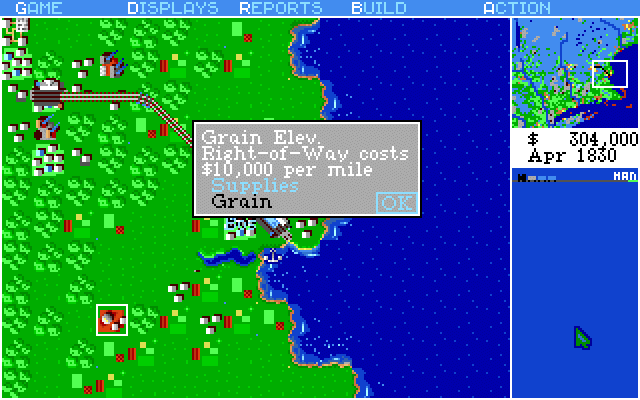 GAME DISPLAYS REPORTS BUILD ACTION
Grain Elev.
Right-of-Way costs
$10,000 per mile
Supplies
Grain
OK
$ 304,000
Apr 1830